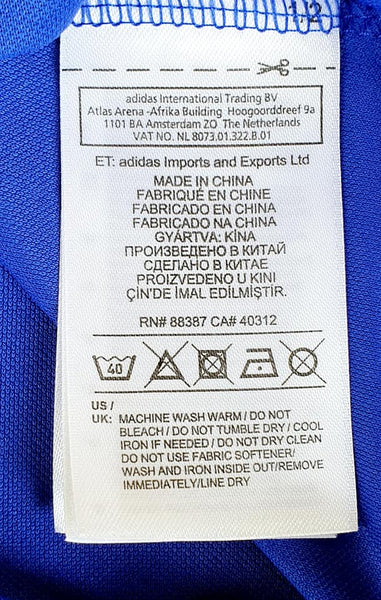 1/2
adidas International Trading BV
Atlas Arena -Afrika Building Hoogoorddreef 9a
1101 BA Amsterdam ZO The Netherlands
VAT NO. NL 8073.01.322.B.01
ET: adidas Imports and Exports Ltd
MADE IN CHINA
FABRIQUÉ EN CHINE
FABRICADO EN CHINA
FABRICADO NA CHINA
GYÁRTVA: KÍNA
ПРОИЗВЕДЕНО В КИТАЙ
СДЕЛАНО В КИТАЕ
PROIZVEDENO U KINI
ÇİN'DE İMAL EDİLMİŞTİR.
RN# 88387 CA# 40312
40
US /
UK: MACHINE WASH WARM / DO NOT
BLEACH / DO NOT TUMBLE DRY / COOL
IRON IF NEEDED / DO NOT DRY CLEAN
DO NOT USE FABRIC SOFTENER/
WASH AND IRON INSIDE OUT/REMOVE
IMMEDIATELY/LINE DRY